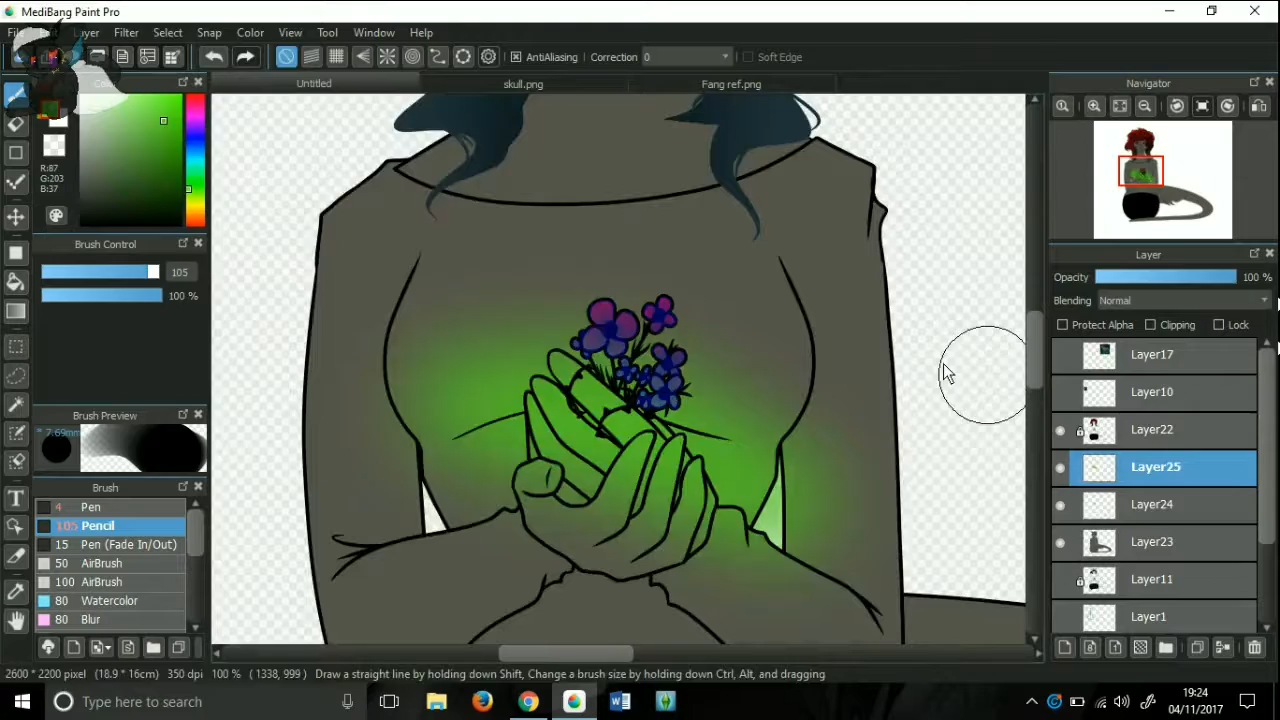 MediBang Paint Pro
File Layer Filter Select Snap Color View Tool Window Help
AntiAliasing Correction 0 Soft Edge
Untitled skull.png Fang ref.png
R:87
G:203
B:37
Brush Control
105
100 %
Brush Preview
* 7.69mm
Brush
4 Pen
105 Pencil
15 Pen (Fade In/Out)
50 AirBrush
100 AirBrush
80 Watercolor
80 Blur
Navigator
Layer
Opacity 100 %
Blending Normal
Protect Alpha Clipping Lock
Layer17
Layer10
Layer22
Layer25
Layer24
Layer23
Layer11
Layer1
2600 * 2200 pixel (18.9 * 16cm) 350 dpi 100 % ( 1338, 999 ) Draw a straight line by holding down Shift, Change a brush size by holding down Ctrl, Alt, and dragging
Type here to search
19:24
04/11/2017